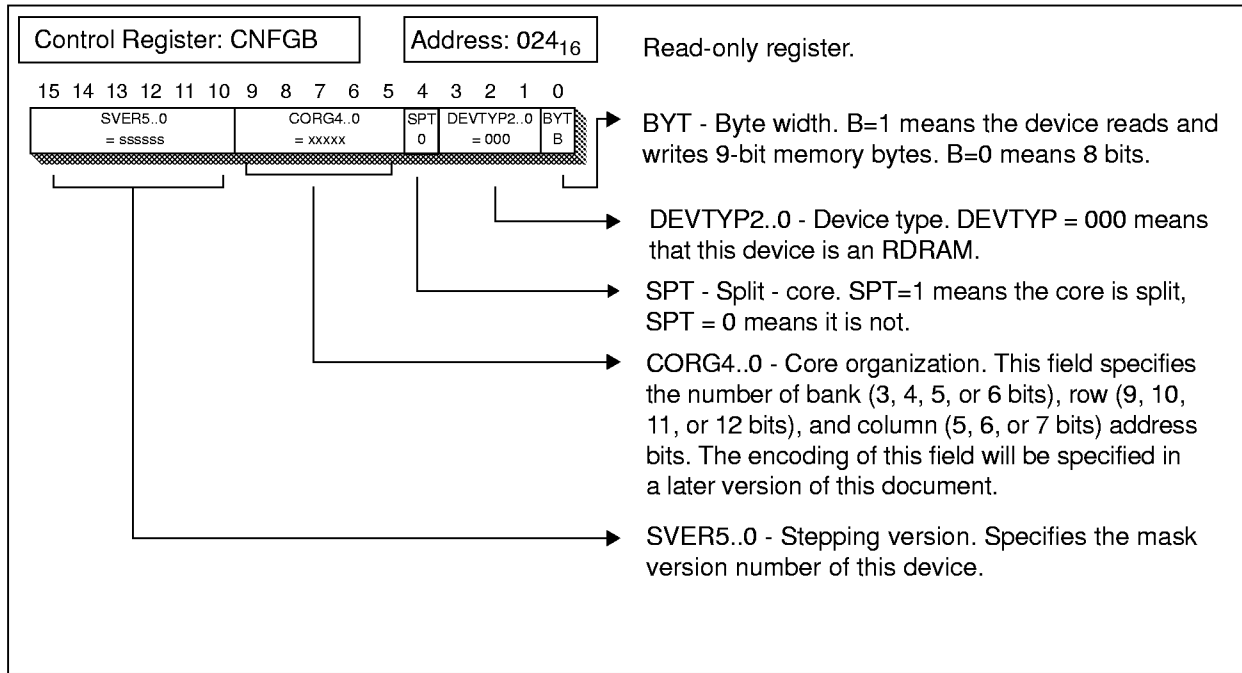 Control Register: CNFGB
Address: 024₁₆
Read-only register.
15 14 13 12 11 10 9 8 7 6 5 4 3 2 1 0
SVER5..0 CORG4..0 SPT DEVTYP2..0 BYT
= ssssss = xxxxx 0 = 000 B
BYT - Byte width. B=1 means the device reads and
writes 9-bit memory bytes. B=0 means 8 bits.
DEVTYP2..0 - Device type. DEVTYP = 000 means
that this device is an RDRAM.
SPT - Split - core. SPT=1 means the core is split,
SPT = 0 means it is not.
CORG4..0 - Core organization. This field specifies
the number of bank (3, 4, 5, or 6 bits), row (9, 10,
11, or 12 bits), and column (5, 6, or 7 bits) address
bits. The encoding of this field will be specified in
a later version of this document.
SVER5..0 - Stepping version. Specifies the mask
version number of this device.